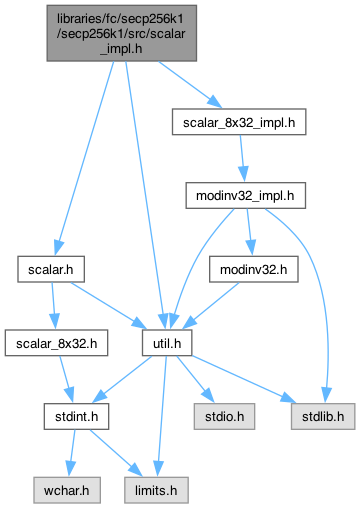 libraries/fc/secp256k1
/secp256k1/src/scalar
_impl.h
scalar_8x32_impl.h
modinv32_impl.h
scalar.h
modinv32.h
scalar_8x32.h
util.h
stdint.h
stdio.h
stdlib.h
wchar.h
limits.h